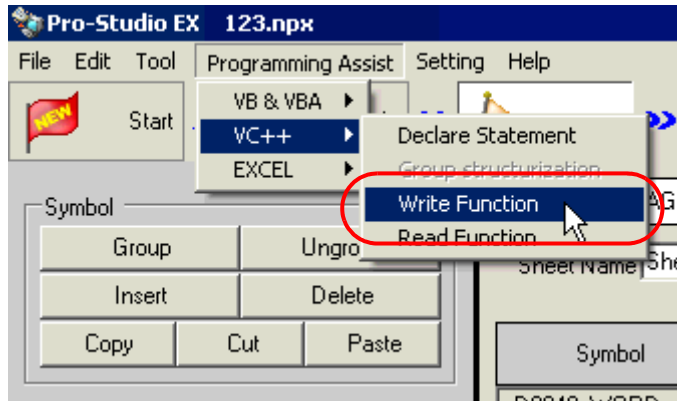 Pro-Studio EX 123.npx
File Edit Tool Programming Assist Setting Help
NEW Start
VB & VBA
VC++
EXCEL
Declare Statement
Group structurization
Write Function
Read Function
Symbol
Group
Insert Delete
Copy Cut Paste
Sheet Name
Symbol